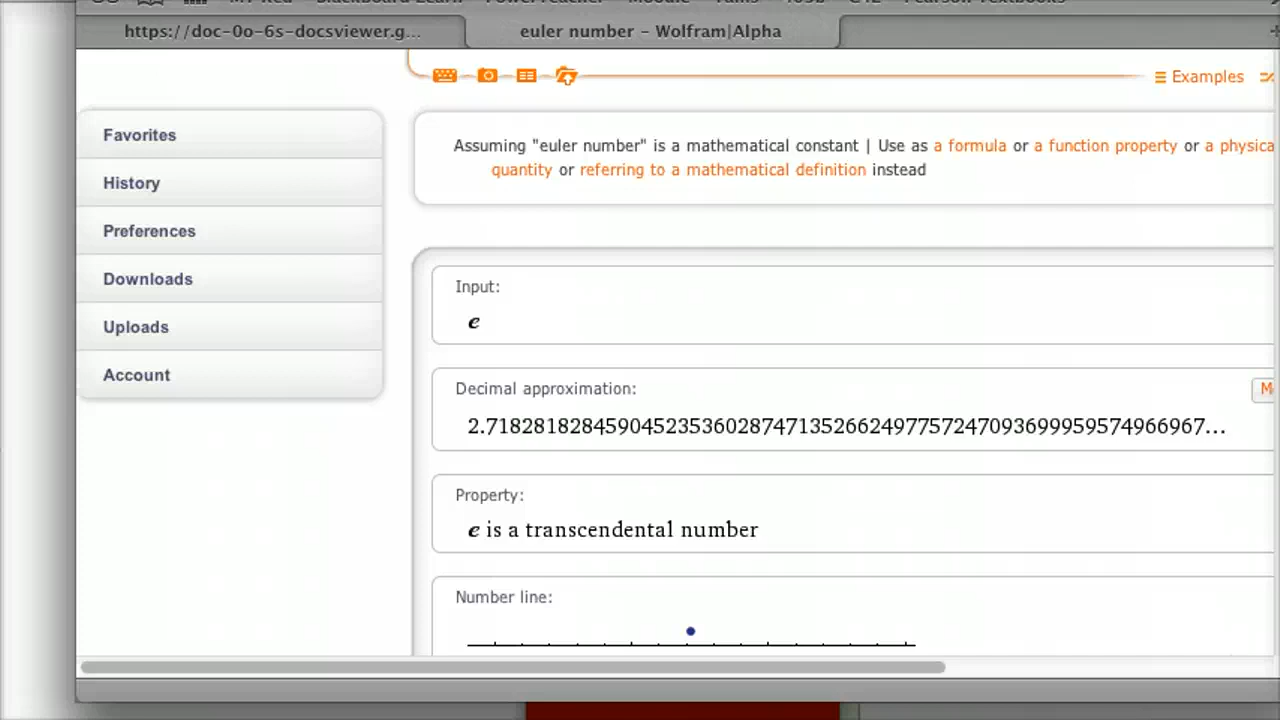 https://doc-0o-6s-docsviewer.g...
euler number – Wolfram|Alpha
Examples
Favorites
History
Preferences
Downloads
Uploads
Account
Assuming "euler number" is a mathematical constant | Use as a formula or a function property or a physica
quantity or referring to a mathematical definition instead
Input:
e
Decimal approximation:
2.7182818284590452353602874713526624977572470936999595749669​67...
Property:
e is a transcendental number
Number line: